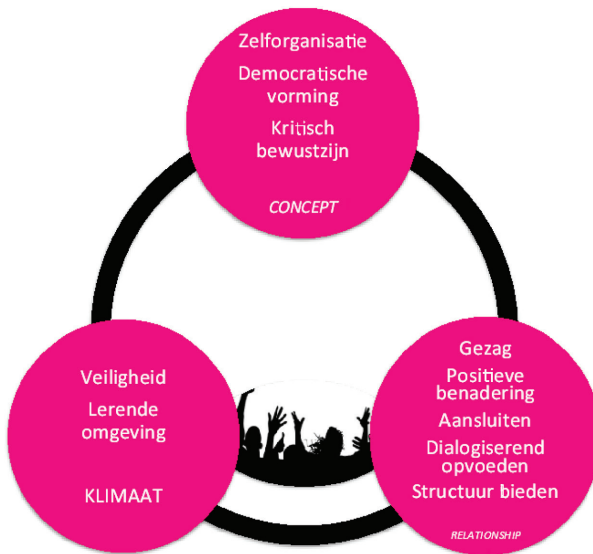 Zelforganisatie
Democratische
vorming
Kritisch
bewustzijn
CONCEPT
Veiligheid
Lerende
omgeving
KLIMAAT
Gezag
Positieve
benadering
Aansluiten
Dialogiserend
opvoeden
Structuur bieden
RELATIONSHIP